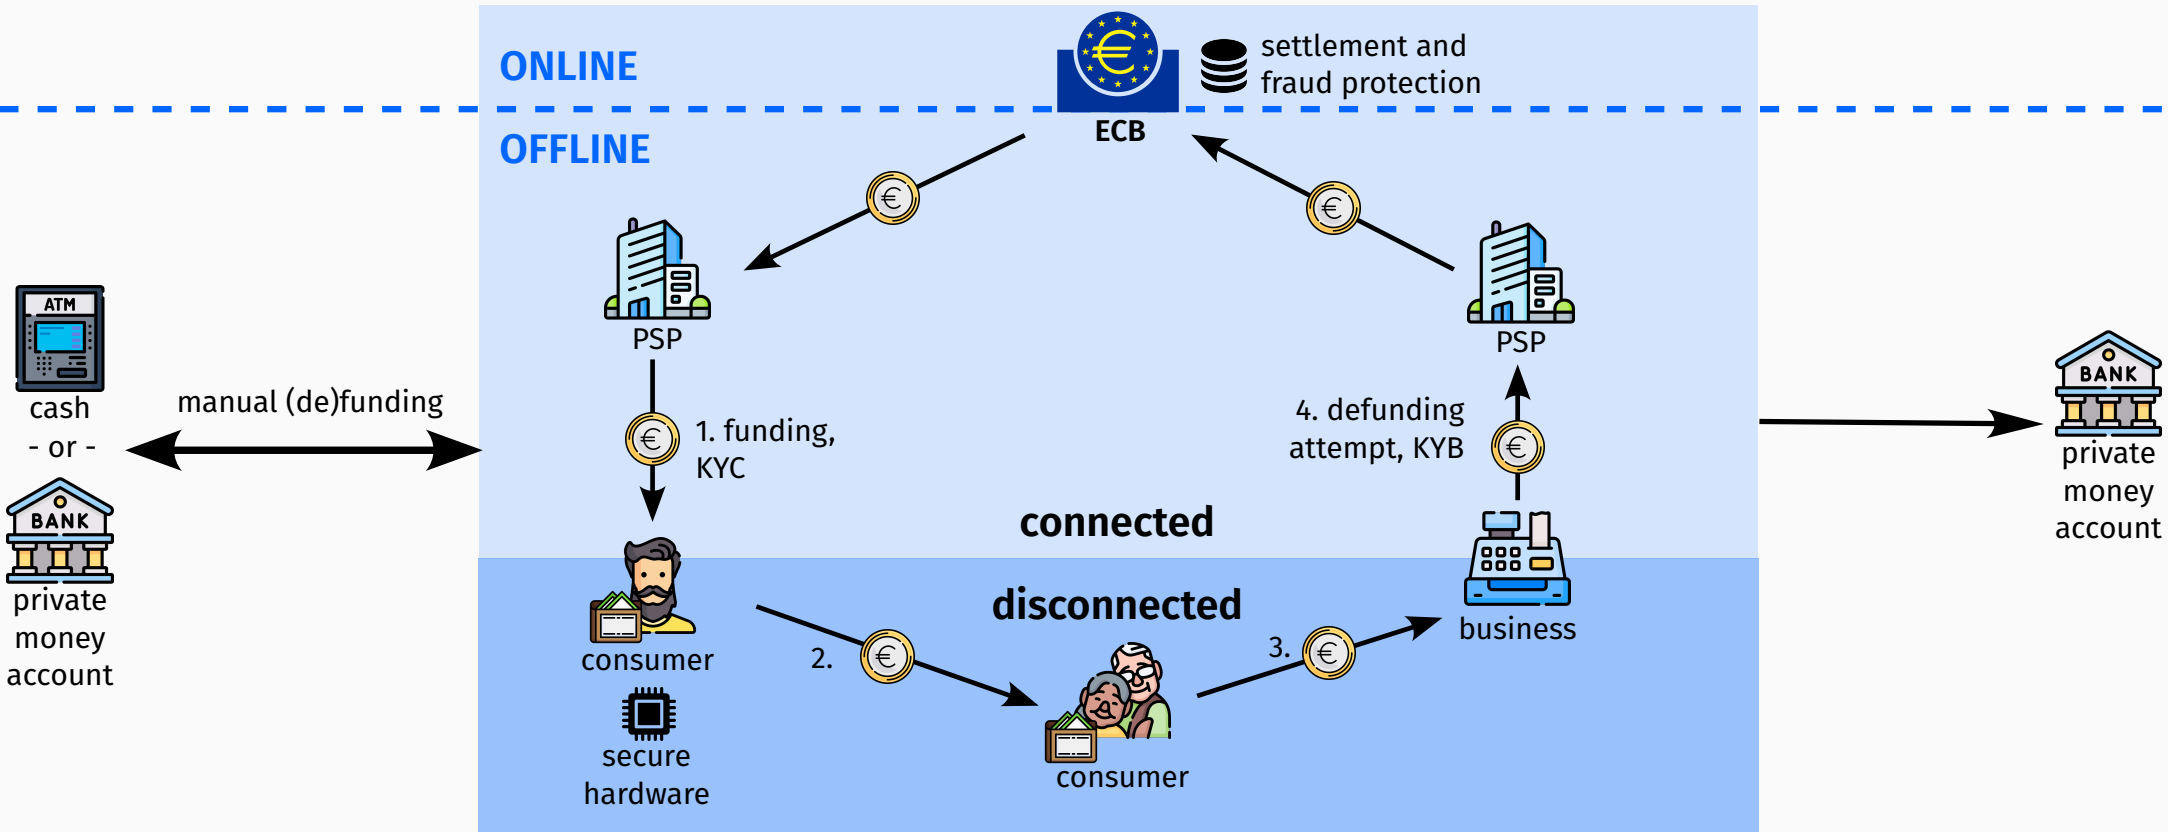 ONLINE
settlement and
fraud protection
ECB
OFFLINE
€
€
€
ATM
cash
- or -
BANK
private
money
account
manual (de)funding
PSP
€
1. funding,
KYC
PSP
4. defunding
attempt, KYB
€
connected
disconnected
consumer
secure
hardware
2.
€
consumer
3.
€
business
BANK
private
money
account